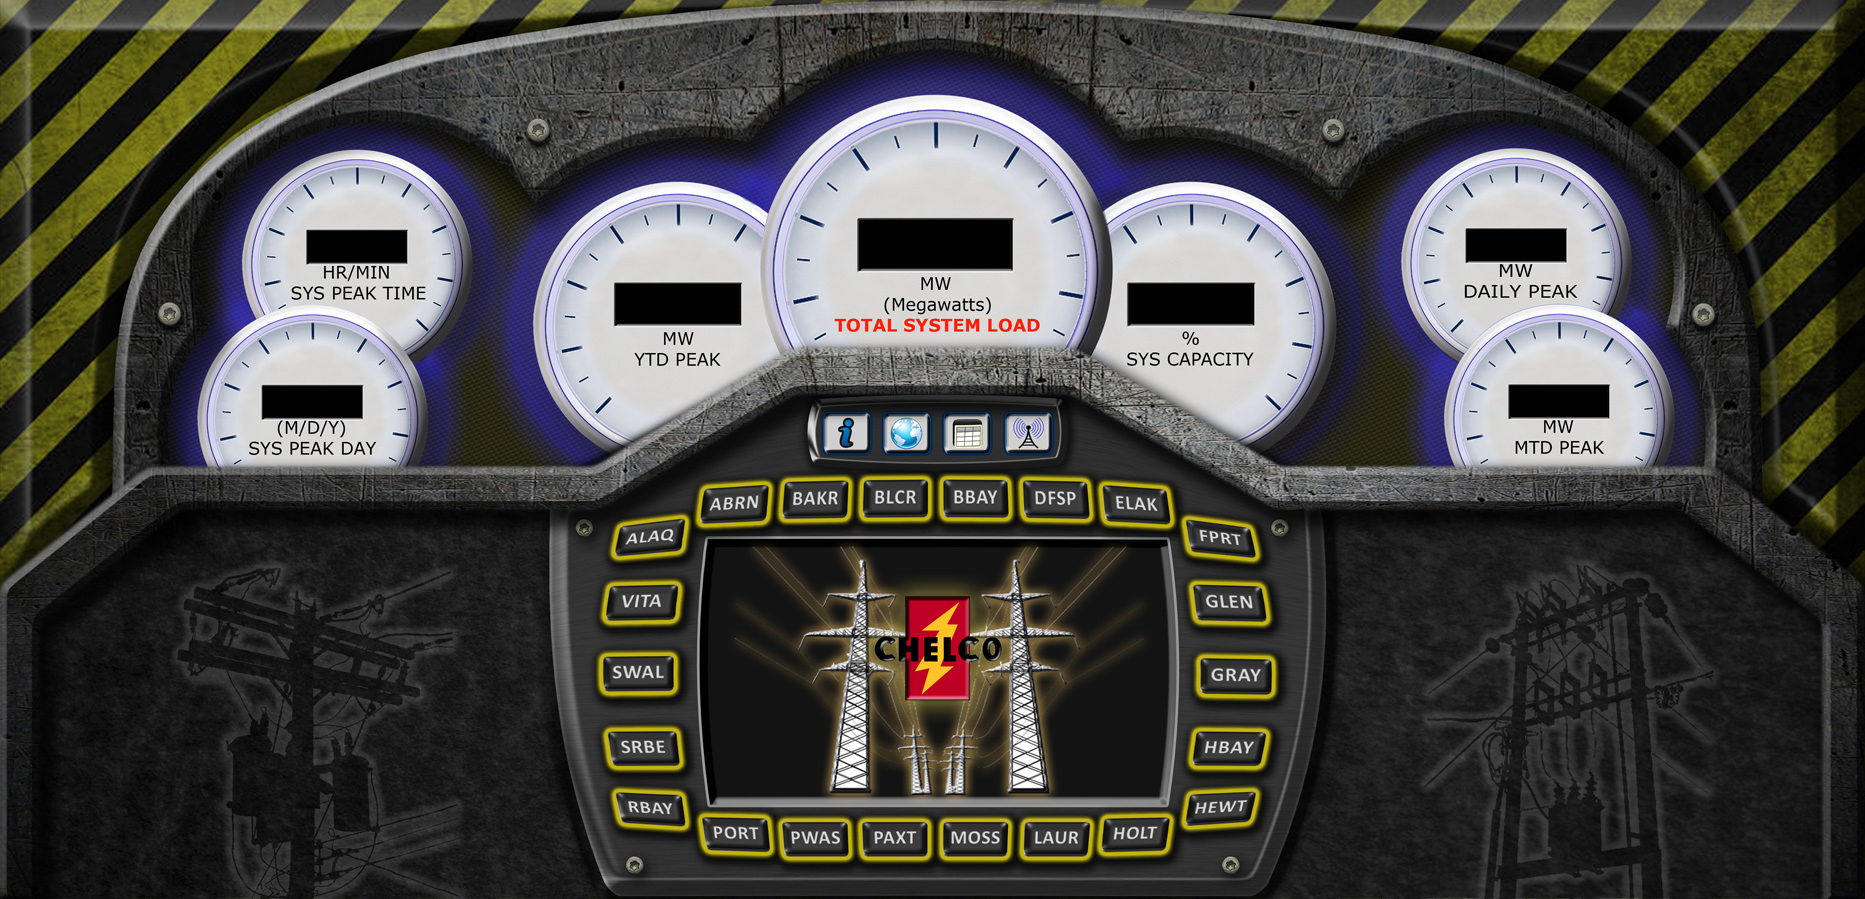 HR/MIN
SYS PEAK TIME
(M/D/Y)
SYS PEAK DAY
MW
YTD PEAK
MW
(Megawatts)
TOTAL SYSTEM LOAD
%
SYS CAPACITY
MW
DAILY PEAK
MW
MTD PEAK
i
ALAQ
ABRN
BAKR
BLCR
BBAY
DFSP
ELAK
FPRT
VITA
GLEN
SWAL
GRAY
SRBE
HBAY
RBAY
HEWT
CHELCO
PORT
PWAS
PAXT
MOSS
LAUR
HOLT